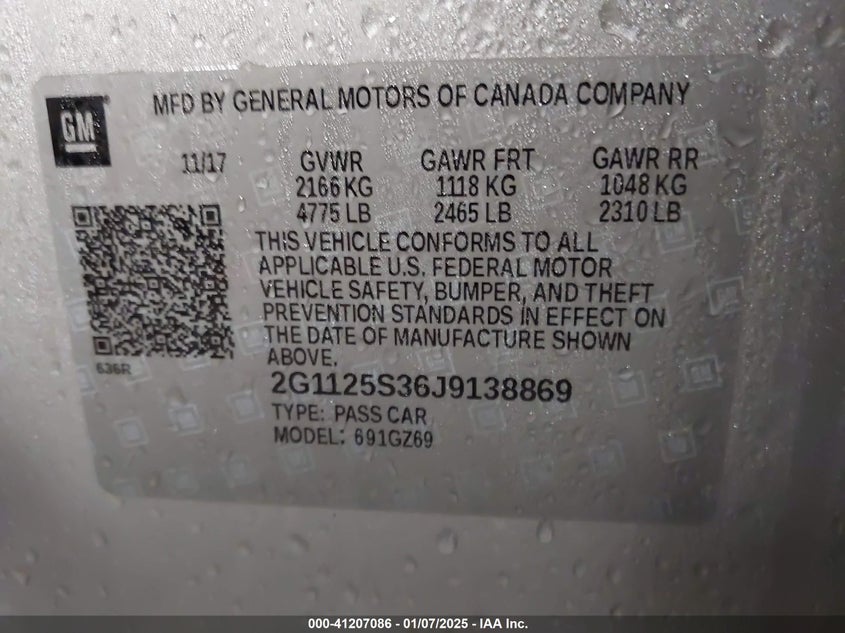 MFD BY GENERAL MOTORS OF CANADA COMPANY
GM
11/17 GVWR GAWR FRT GAWR RR
2166 KG 1118 KG 1048 KG
4775 LB 2465 LB 2310 LB
THIS VEHICLE CONFORMS TO ALL
APPLICABLE U.S. FEDERAL MOTOR
VEHICLE SAFETY, BUMPER, AND THEFT
PREVENTION STANDARDS IN EFFECT ON
THE DATE OF MANUFACTURE SHOWN
ABOVE.
636R
2G1125S36J9138869
TYPE: PASS CAR
MODEL: 691GZ69
000-41207086 - 01/07/2025 - IAA Inc.